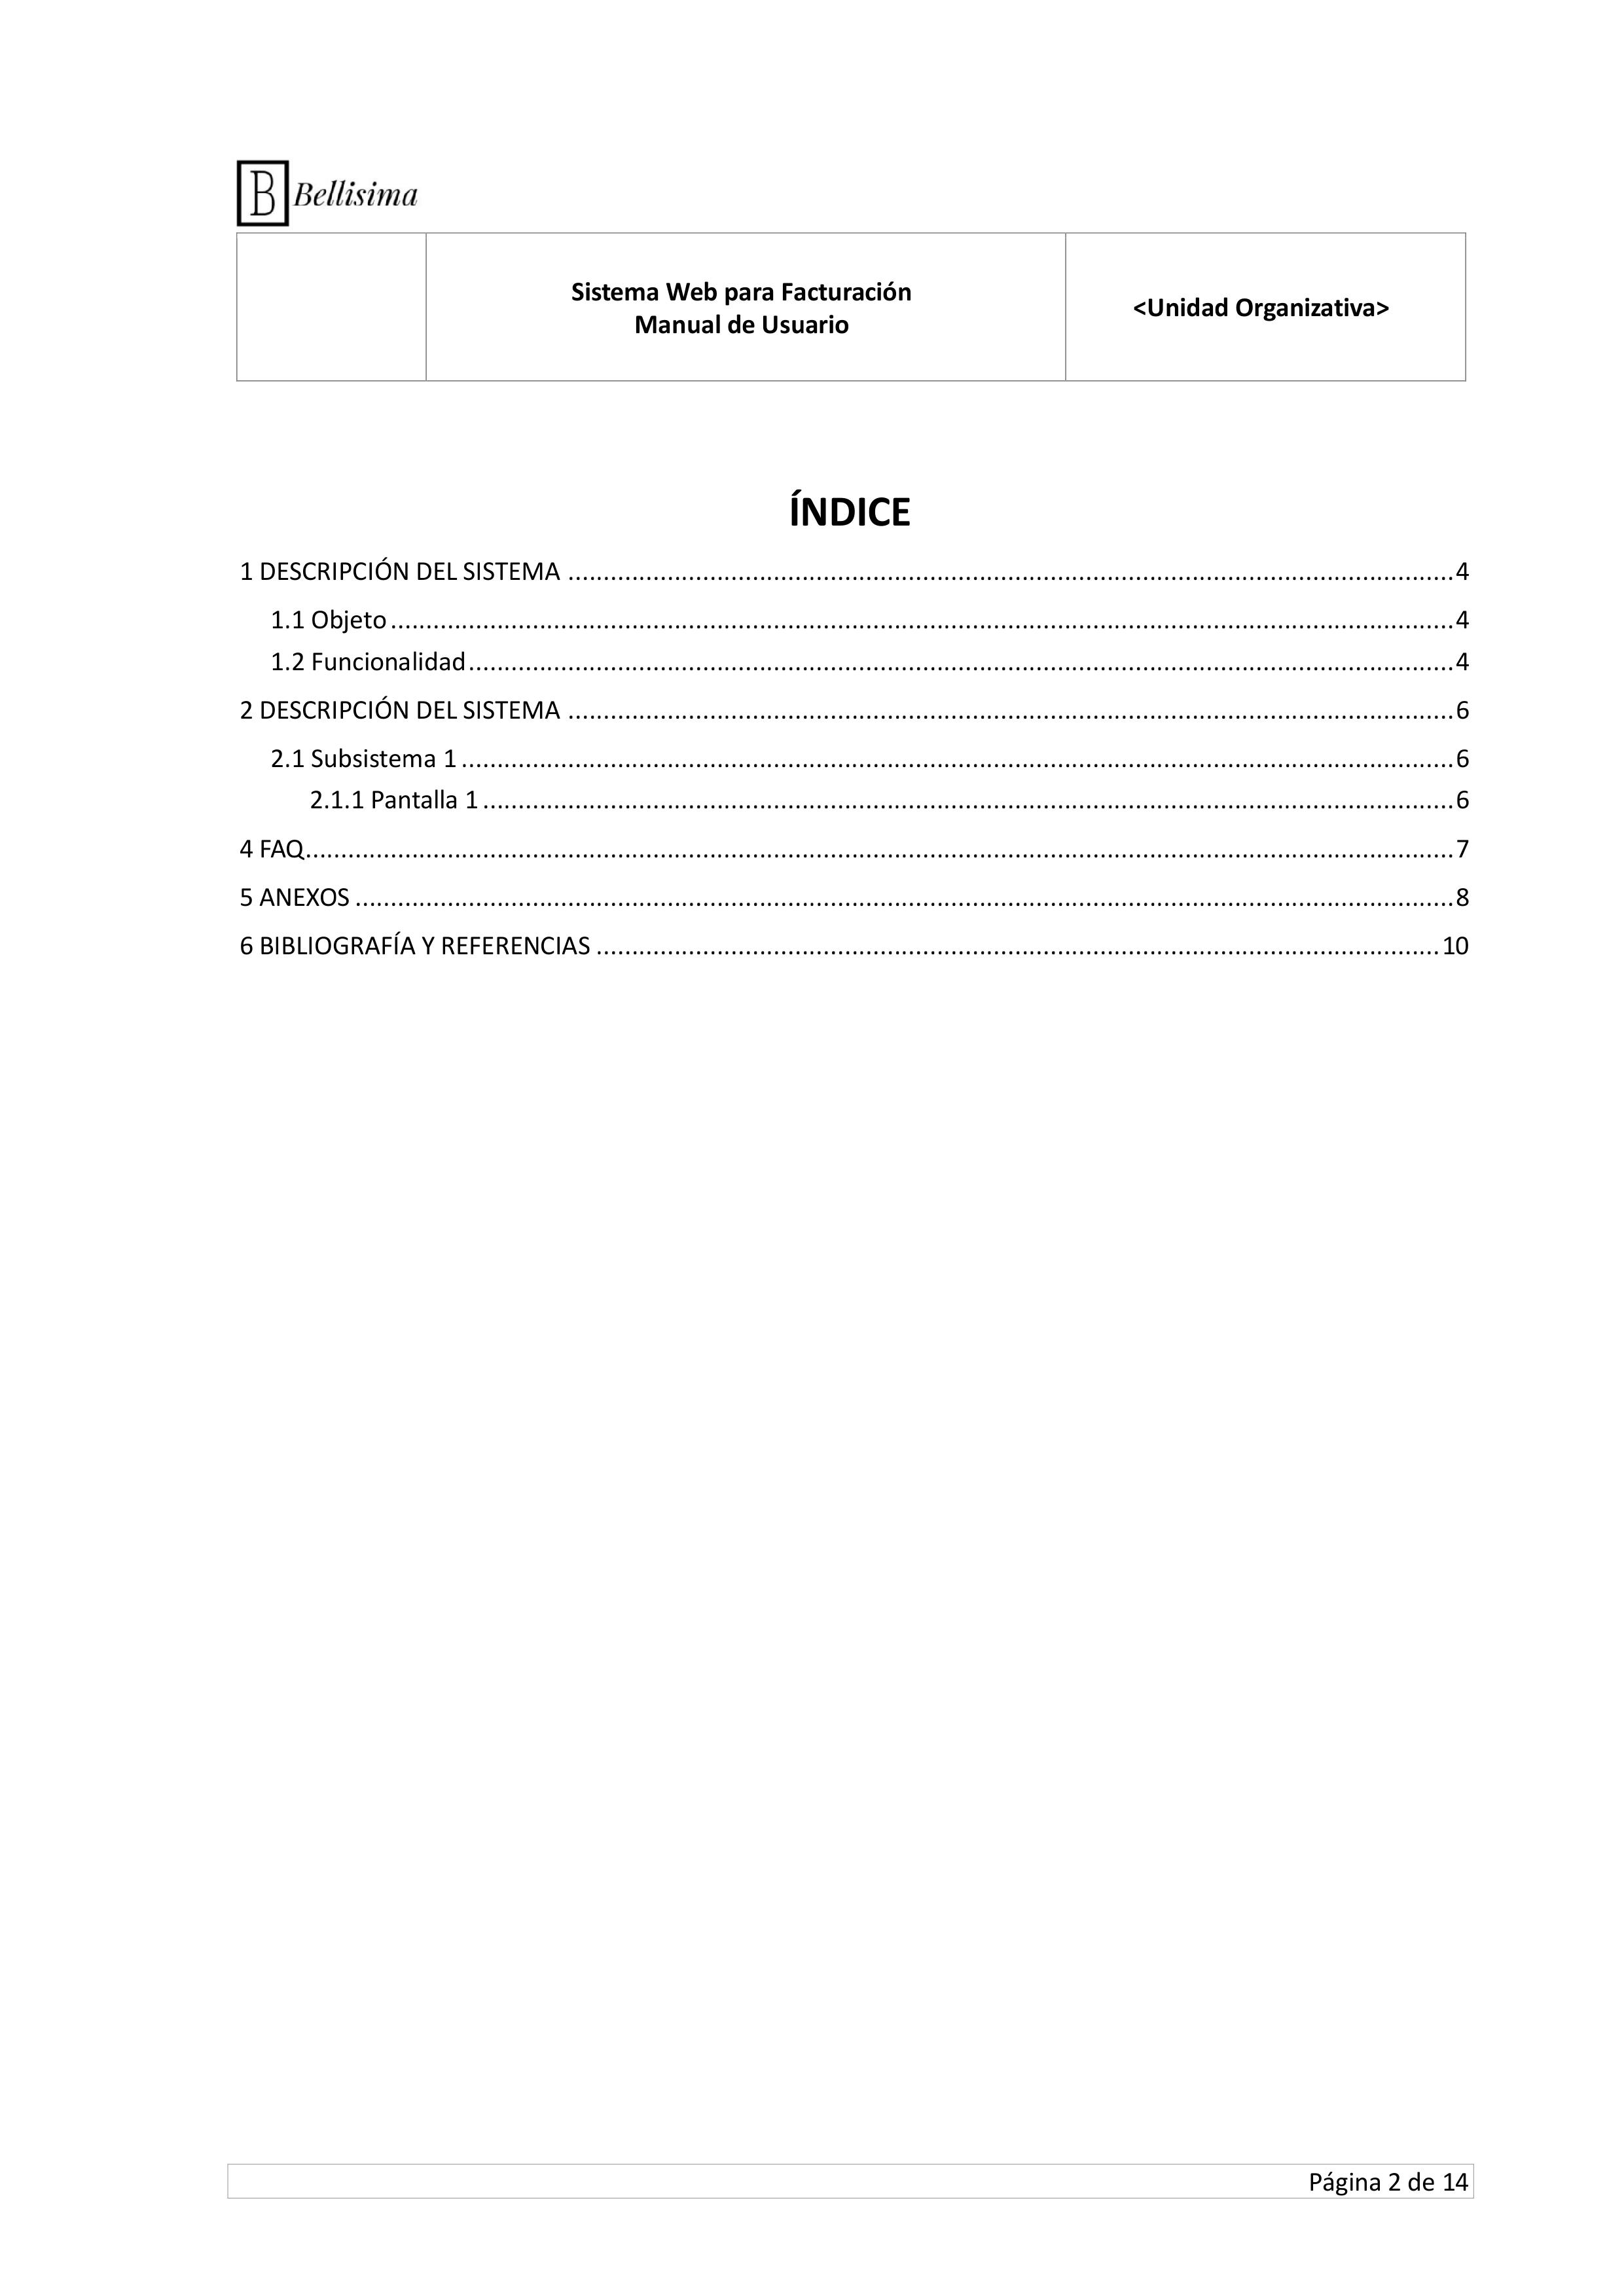 B Bellisima
Sistema Web para Facturación
Manual de Usuario
<Unidad Organizativa>
ÍNDICE
1 DESCRIPCIÓN DEL SISTEMA ........................ 4
1.1 Objeto ........................ 4
1.2 Funcionalidad ........................ 4
2 DESCRIPCIÓN DEL SISTEMA ........................ 6
2.1 Subsistema 1 ........................ 6
2.1.1 Pantalla 1 ........................ 6
4 FAQ ........................ 7
5 ANEXOS ........................ 8
6 BIBLIOGRAFÍA Y REFERENCIAS ........................ 10
Página 2 de 14